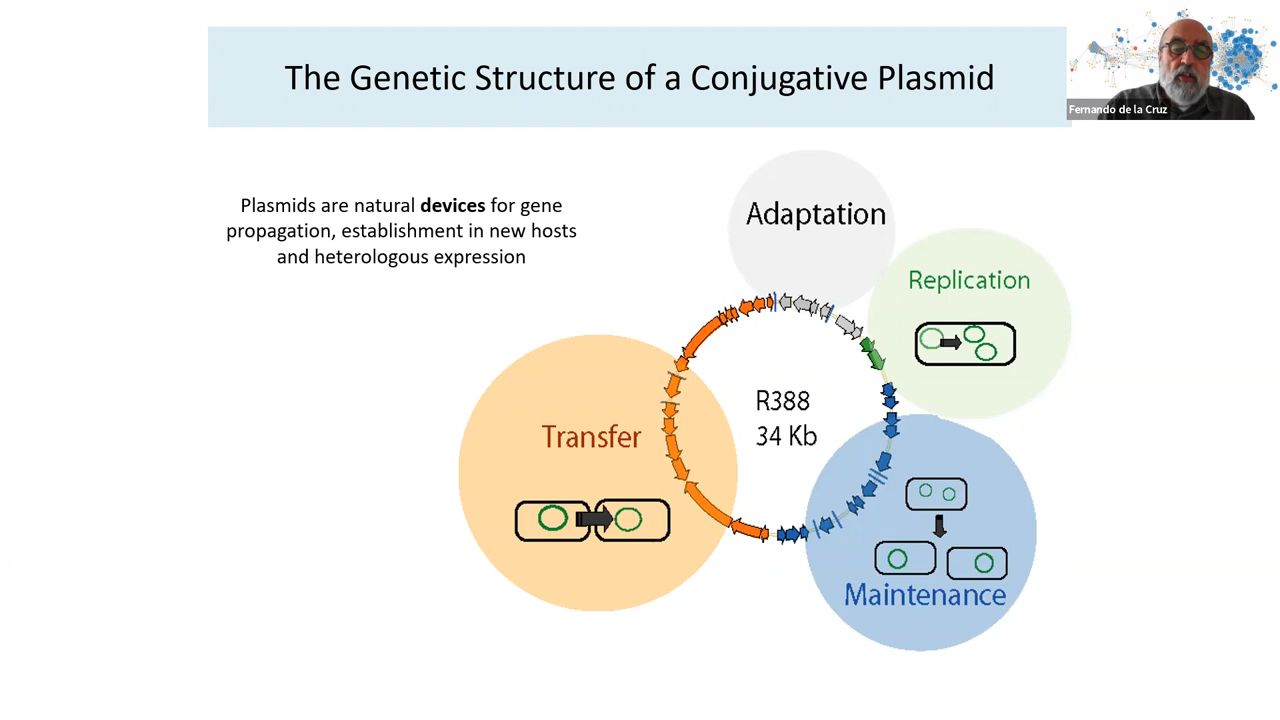 The Genetic Structure of a Conjugative Plasmid
Fernando de la Cruz
Plasmids are natural devices for gene
propagation, establishment in new hosts
and heterologous expression
Adaptation
Replication
R388
34 Kb
Transfer
Maintenance